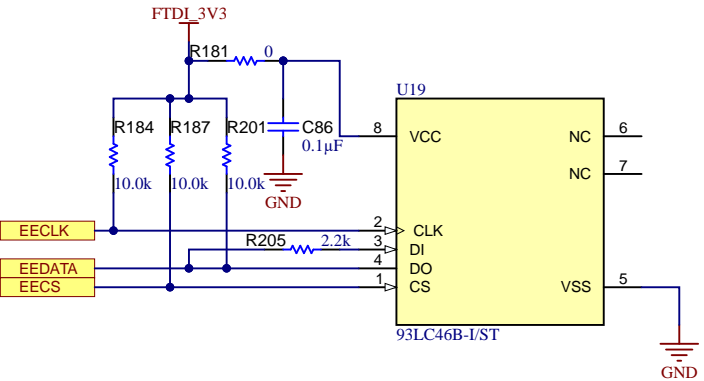 FTDI_3V3
R181 0
U19
R184 R187 R201 C86
0.1µF
8 VCC NC 6
7
NC
10.0k 10.0k 10.0k
GND
EECLK 2 CLK
R205 2.2k 3 DI
EEDATA 4 DO
EECS 1 CS VSS 5
93LC46B-I/ST
GND